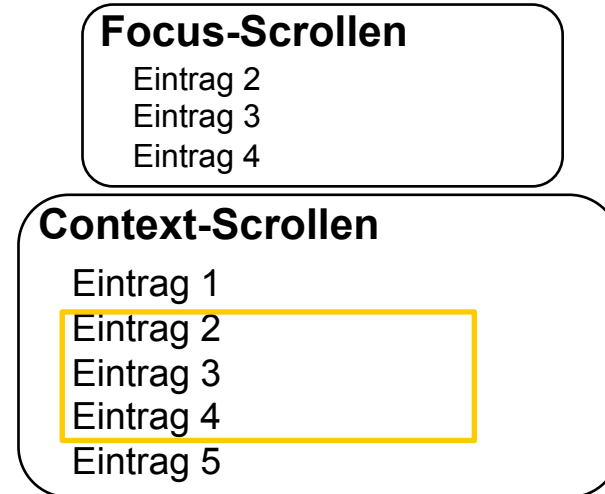 Focus-Scrollen
Eintrag 2
Eintrag 3
Eintrag 4
Context-Scrollen
Eintrag 1
Eintrag 2
Eintrag 3
Eintrag 4
Eintrag 5